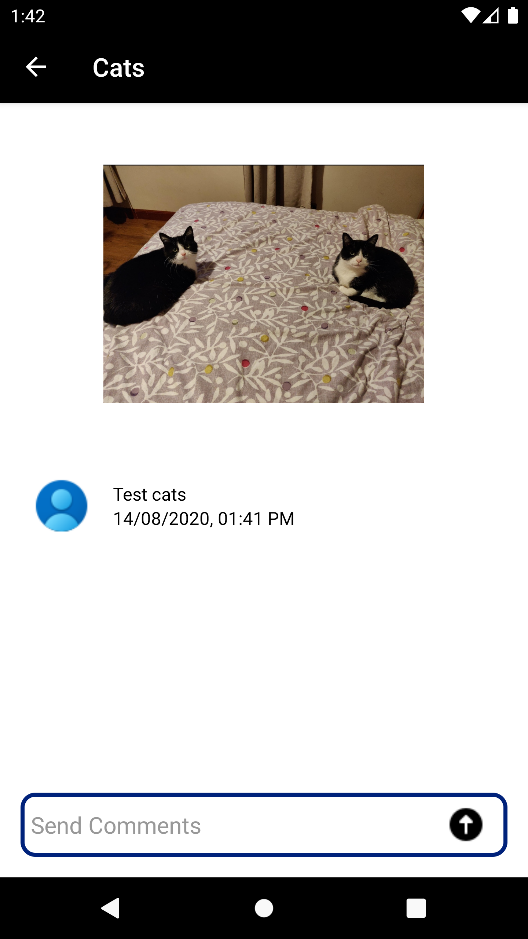 1:42
Cats
Test cats
14/08/2020, 01:41 PM
Send Comments